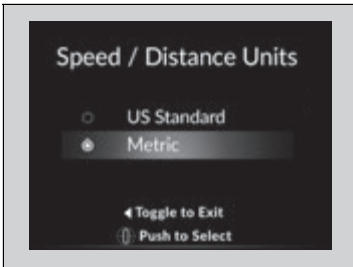 Speed / Distance Units
US Standard
Metric
Toggle to Exit
Push to Select